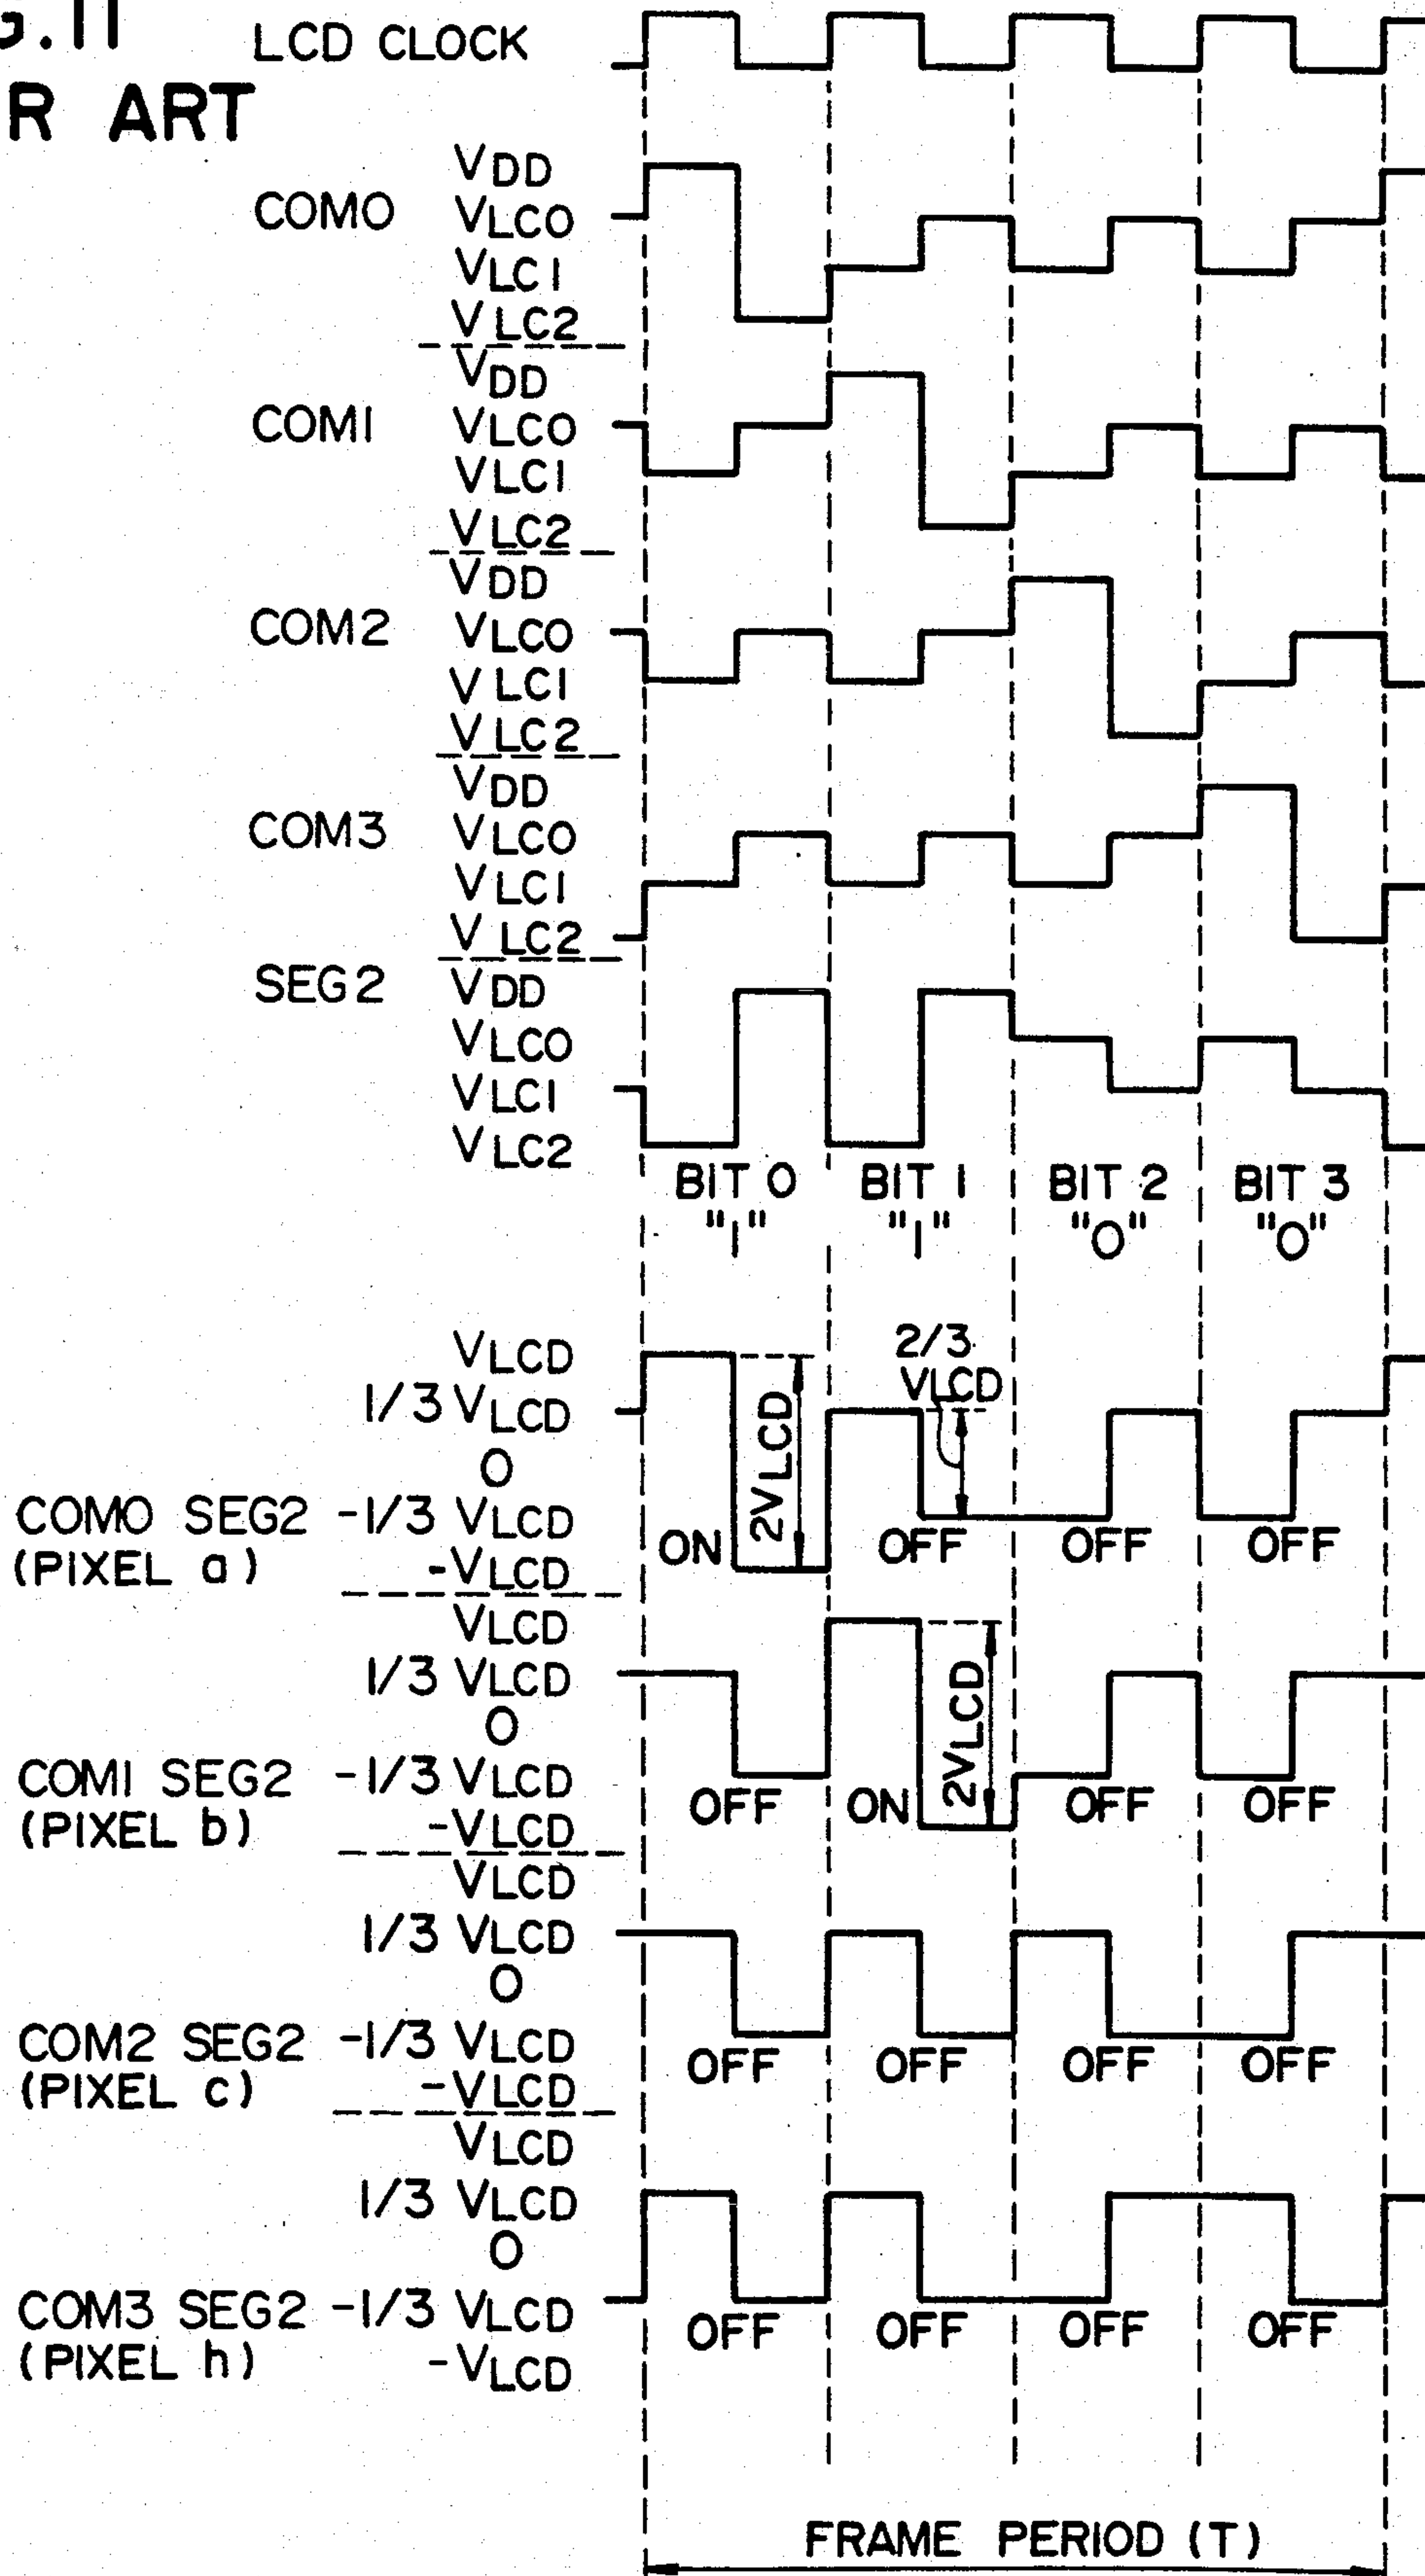 G.11
LCD CLOCK
R ART
VDD
COM0 VLC0
VLC1
VLC2
VDD
COM1 VLC0
VLC1
VLC2
VDD
COM2 VLC0
VLC1
VLC2
VDD
COM3 VLC0
VLC1
VLC2
SEG2 VDD
VLC0
VLC1
VLC2
BIT 0 BIT 1 BIT 2 BIT 3
"1" "1" "0" "0"
VLCD
2/3
VLCD
1/3 VLCD
0
2VLCD
COM0 SEG2 -1/3 VLCD
(PIXEL a) -VLCD
ON OFF OFF OFF
VLCD
1/3 VLCD
0
2VLCD
COM1 SEG2 -1/3 VLCD
(PIXEL b) -VLCD
OFF ON OFF OFF
VLCD
1/3 VLCD
0
COM2 SEG2 -1/3 VLCD
(PIXEL c) -VLCD
OFF OFF OFF OFF
VLCD
1/3 VLCD
0
COM3 SEG2 -1/3 VLCD
(PIXEL h) -VLCD
OFF OFF OFF OFF
FRAME PERIOD (T)